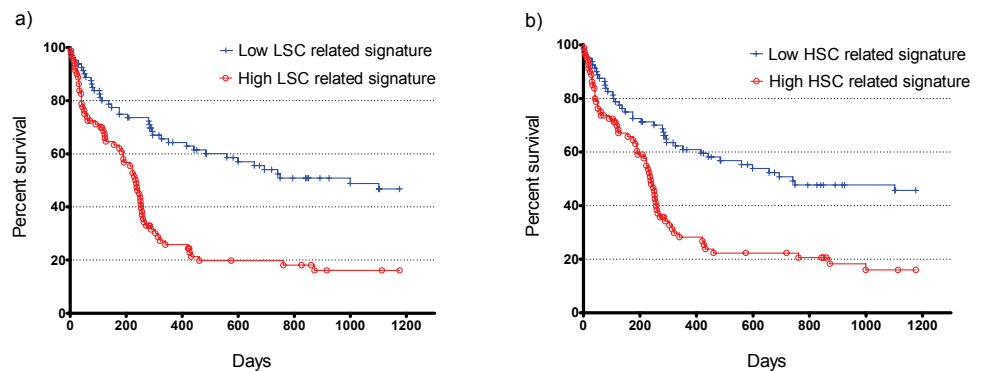 a)
Low LSC related signature
High LSC related signature
Percent survival
100
80
60
40
20
0
0 200 400 600 800 1000 1200
Days
b)
Low HSC related signature
High HSC related signature
Percent survival
100
80
60
40
20
0
0 200 400 600 800 1000 1200
Days